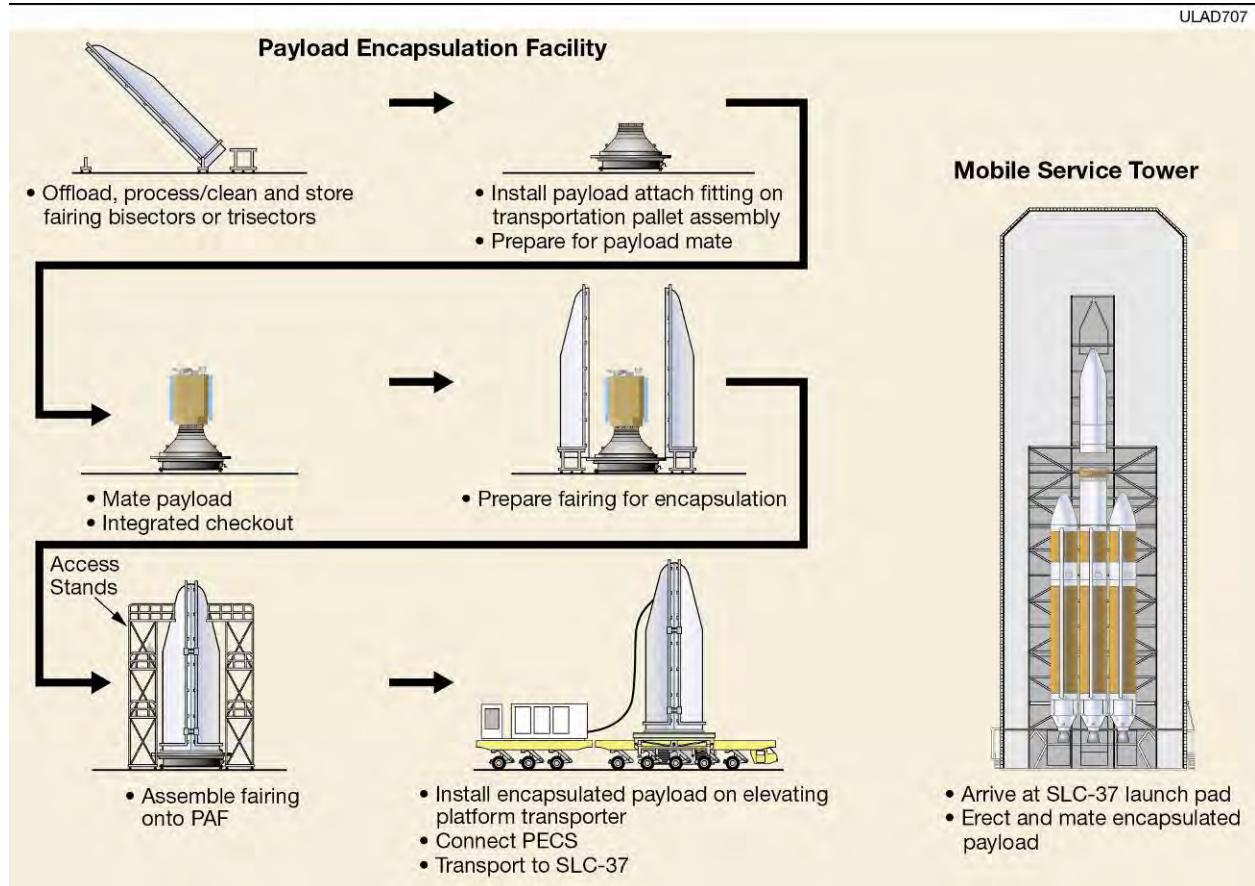 ULAD707
Payload Encapsulation Facility
• Offload, process/clean and store
fairing bisectors or trisectors
• Install payload attach fitting on
transportation pallet assembly
• Prepare for payload mate
• Mate payload
• Integrated checkout
• Prepare fairing for encapsulation
Access
Stands
• Assemble fairing
onto PAF
• Install encapsulated payload on elevating
platform transporter
• Connect PECS
• Transport to SLC-37
Mobile Service Tower
• Arrive at SLC-37 launch pad
• Erect and mate encapsulated
payload